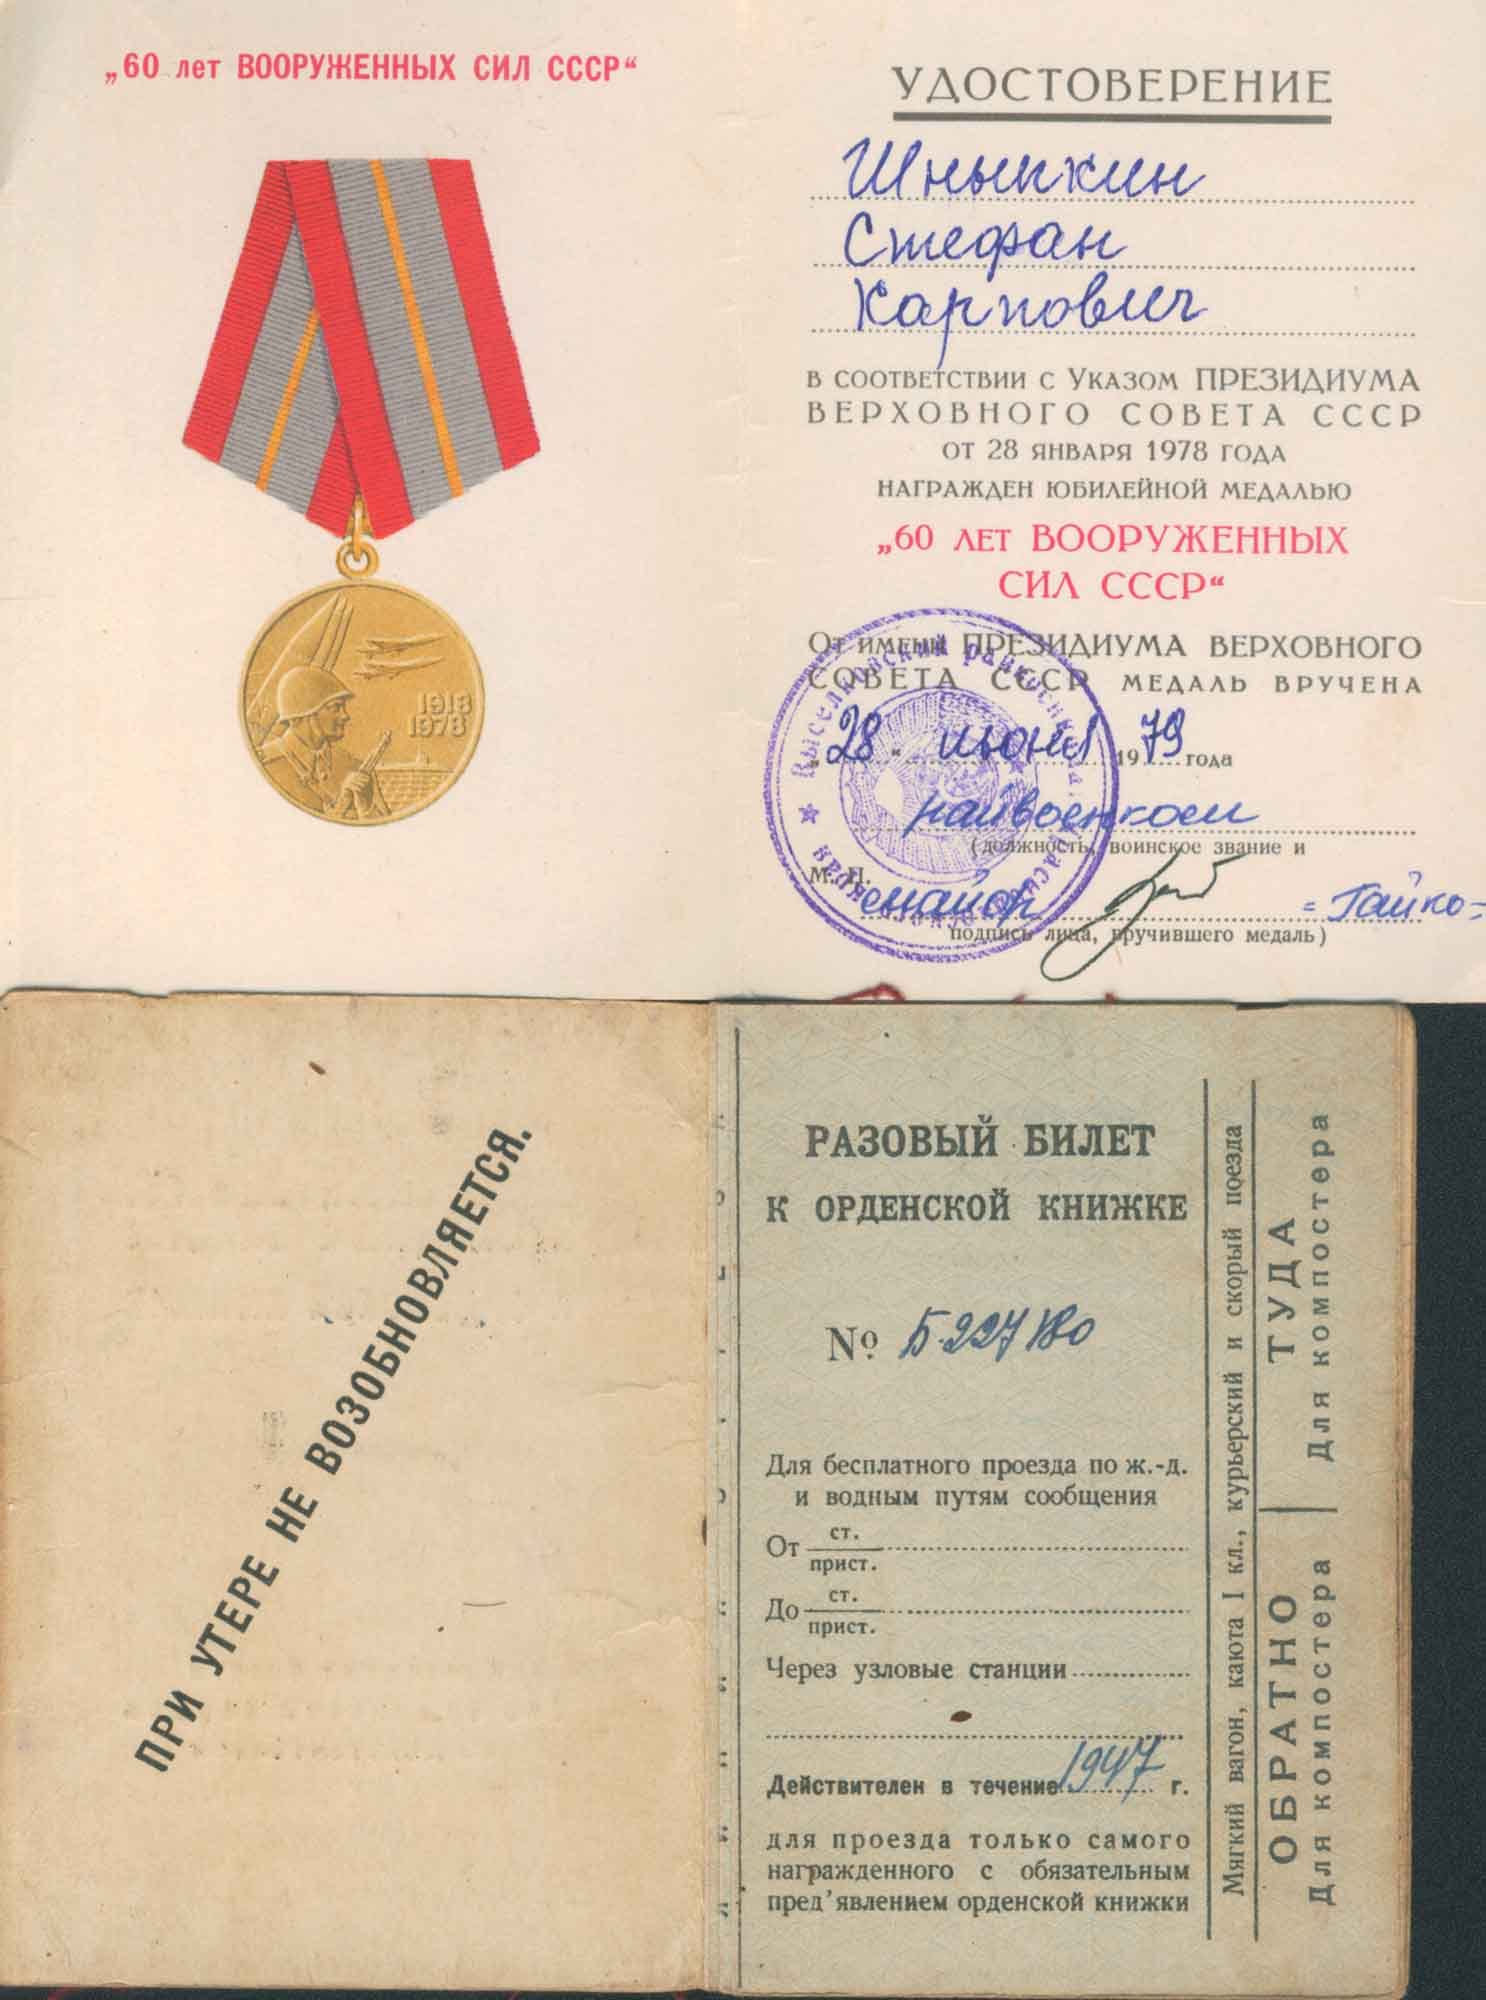 „60 лет ВООРУЖЕННЫХ СИЛ СССР“
1918
1978
УДОСТОВЕРЕНИЕ
Шныпкин
Стефан
Карпович
В СООТВЕТСТВИИ С УКАЗОМ ПРЕЗИДИУМА
ВЕРХОВНОГО СОВЕТА СССР
ОТ 28 ЯНВАРЯ 1978 ГОДА
НАГРАЖДЕН ЮБИЛЕЙНОЙ МЕДАЛЬЮ
„60 ЛЕТ ВООРУЖЕННЫХ
СИЛ СССР“
ОТ ИМЕНИ ПРЕЗИДИУМА ВЕРХОВНОГО
СОВЕТА СССР МЕДАЛЬ ВРУЧЕНА
„28“ июня 1979 года
райвоенком
(должность, воинское звание и
М. П.
майор =Гайко=
подпись лица, вручившего медаль)
Выселковский
ПРИ УТЕРЕ НЕ ВОЗОБНОВЛЯЕТСЯ.
РАЗОВЫЙ БИЛЕТ
К ОРДЕНСКОЙ КНИЖКЕ
№ Б-227180
Для бесплатного проезда по ж.-д.
и водным путям сообщения
От ст.
прист.
До ст.
прист.
Через узловые станции
Действителен в течение 1947 г.
для проезда только самого
награжденного с обязательным
пред'явлением орденской книжки
Мягкий вагон, каюта I кл., курьерский и скорый поезда
ТУДА
Для компостера
ОБРАТНО
Для компостера